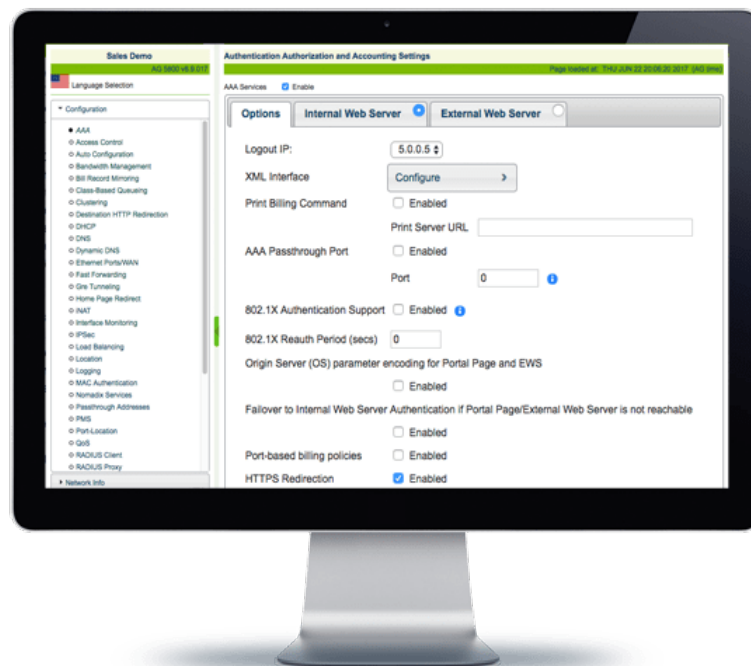 Sales Demo
AG 5900 v8.9.017
Language Selection
Configuration
AAA
Access Control
Auto Configuration
Bandwidth Management
Bill Record Mirroring
Class-Based Queueing
Clustering
Destination HTTP Redirection
DHCP
DNS
Dynamic DNS
Ethernet Ports/WAN
Fast Forwarding
Gre Tunneling
Home Page Redirect
iNAT
Interface Monitoring
IPSec
Load Balancing
Location
Logging
MAC Authentication
Nomadix Services
Passthrough Addresses
PMS
Port-Location
QoS
RADIUS Client
RADIUS Proxy
Network Info
Authentication Authorization and Accounting Settings
Page loaded at: THU JUN 22 20:06:20 2017 (AG time)
AAA Services Enable
Options Internal Web Server External Web Server
Logout IP: 5.0.0.5
XML Interface Configure
Print Billing Command Enabled
Print Server URL
AAA Passthrough Port Enabled
Port 0
802.1X Authentication Support Enabled
802.1X Reauth Period (secs) 0
Origin Server (OS) parameter encoding for Portal Page and EWS
Enabled
Failover to Internal Web Server Authentication if Portal Page/External Web Server is not reachable
Enabled
Port-based billing policies Enabled
HTTPS Redirection Enabled